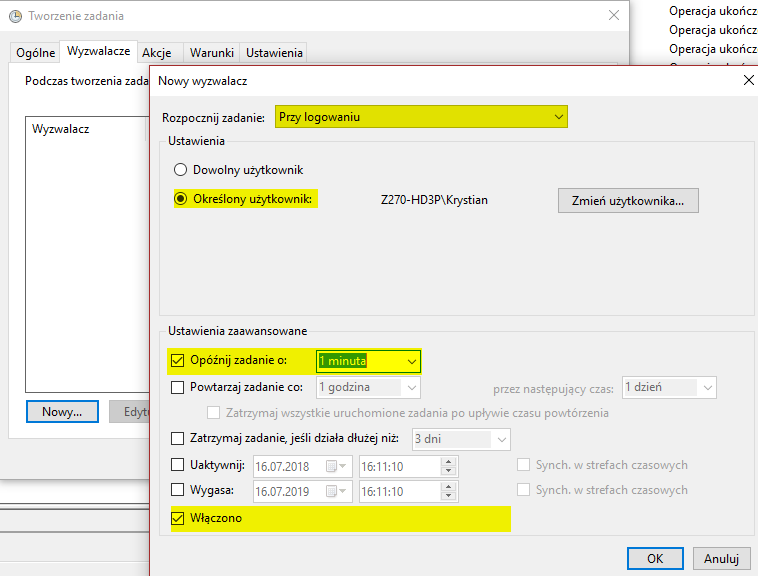 Tworzenie zadania
Operacja ukończ
Operacja ukończ
Operacja ukończ
Ogólne Wyzwalacze Akcje Warunki Ustawienia
Podczas tworzenia zada
Wyzwalacz
Nowy wyzwalacz
Rozpocznij zadanie: Przy logowaniu
Ustawienia
Dowolny użytkownik
Określony użytkownik: Z270-HD3P\Krystian Zmień użytkownika...
Ustawienia zaawansowane
Opóźnij zadanie o: 1 minuta
Powtarzaj zadanie co: 1 godzina przez następujący czas: 1 dzień
Zatrzymaj wszystkie uruchomione zadania po upływie czasu powtórzenia
Zatrzymaj zadanie, jeśli działa dłużej niż: 3 dni
Uaktywnij: 16.07.2018 16:11:10 Synch. w strefach czasowych
Wygasa: 16.07.2019 16:11:10 Synch. w strefach czasowych
Włączono
Nowy... Edytu
OK Anuluj